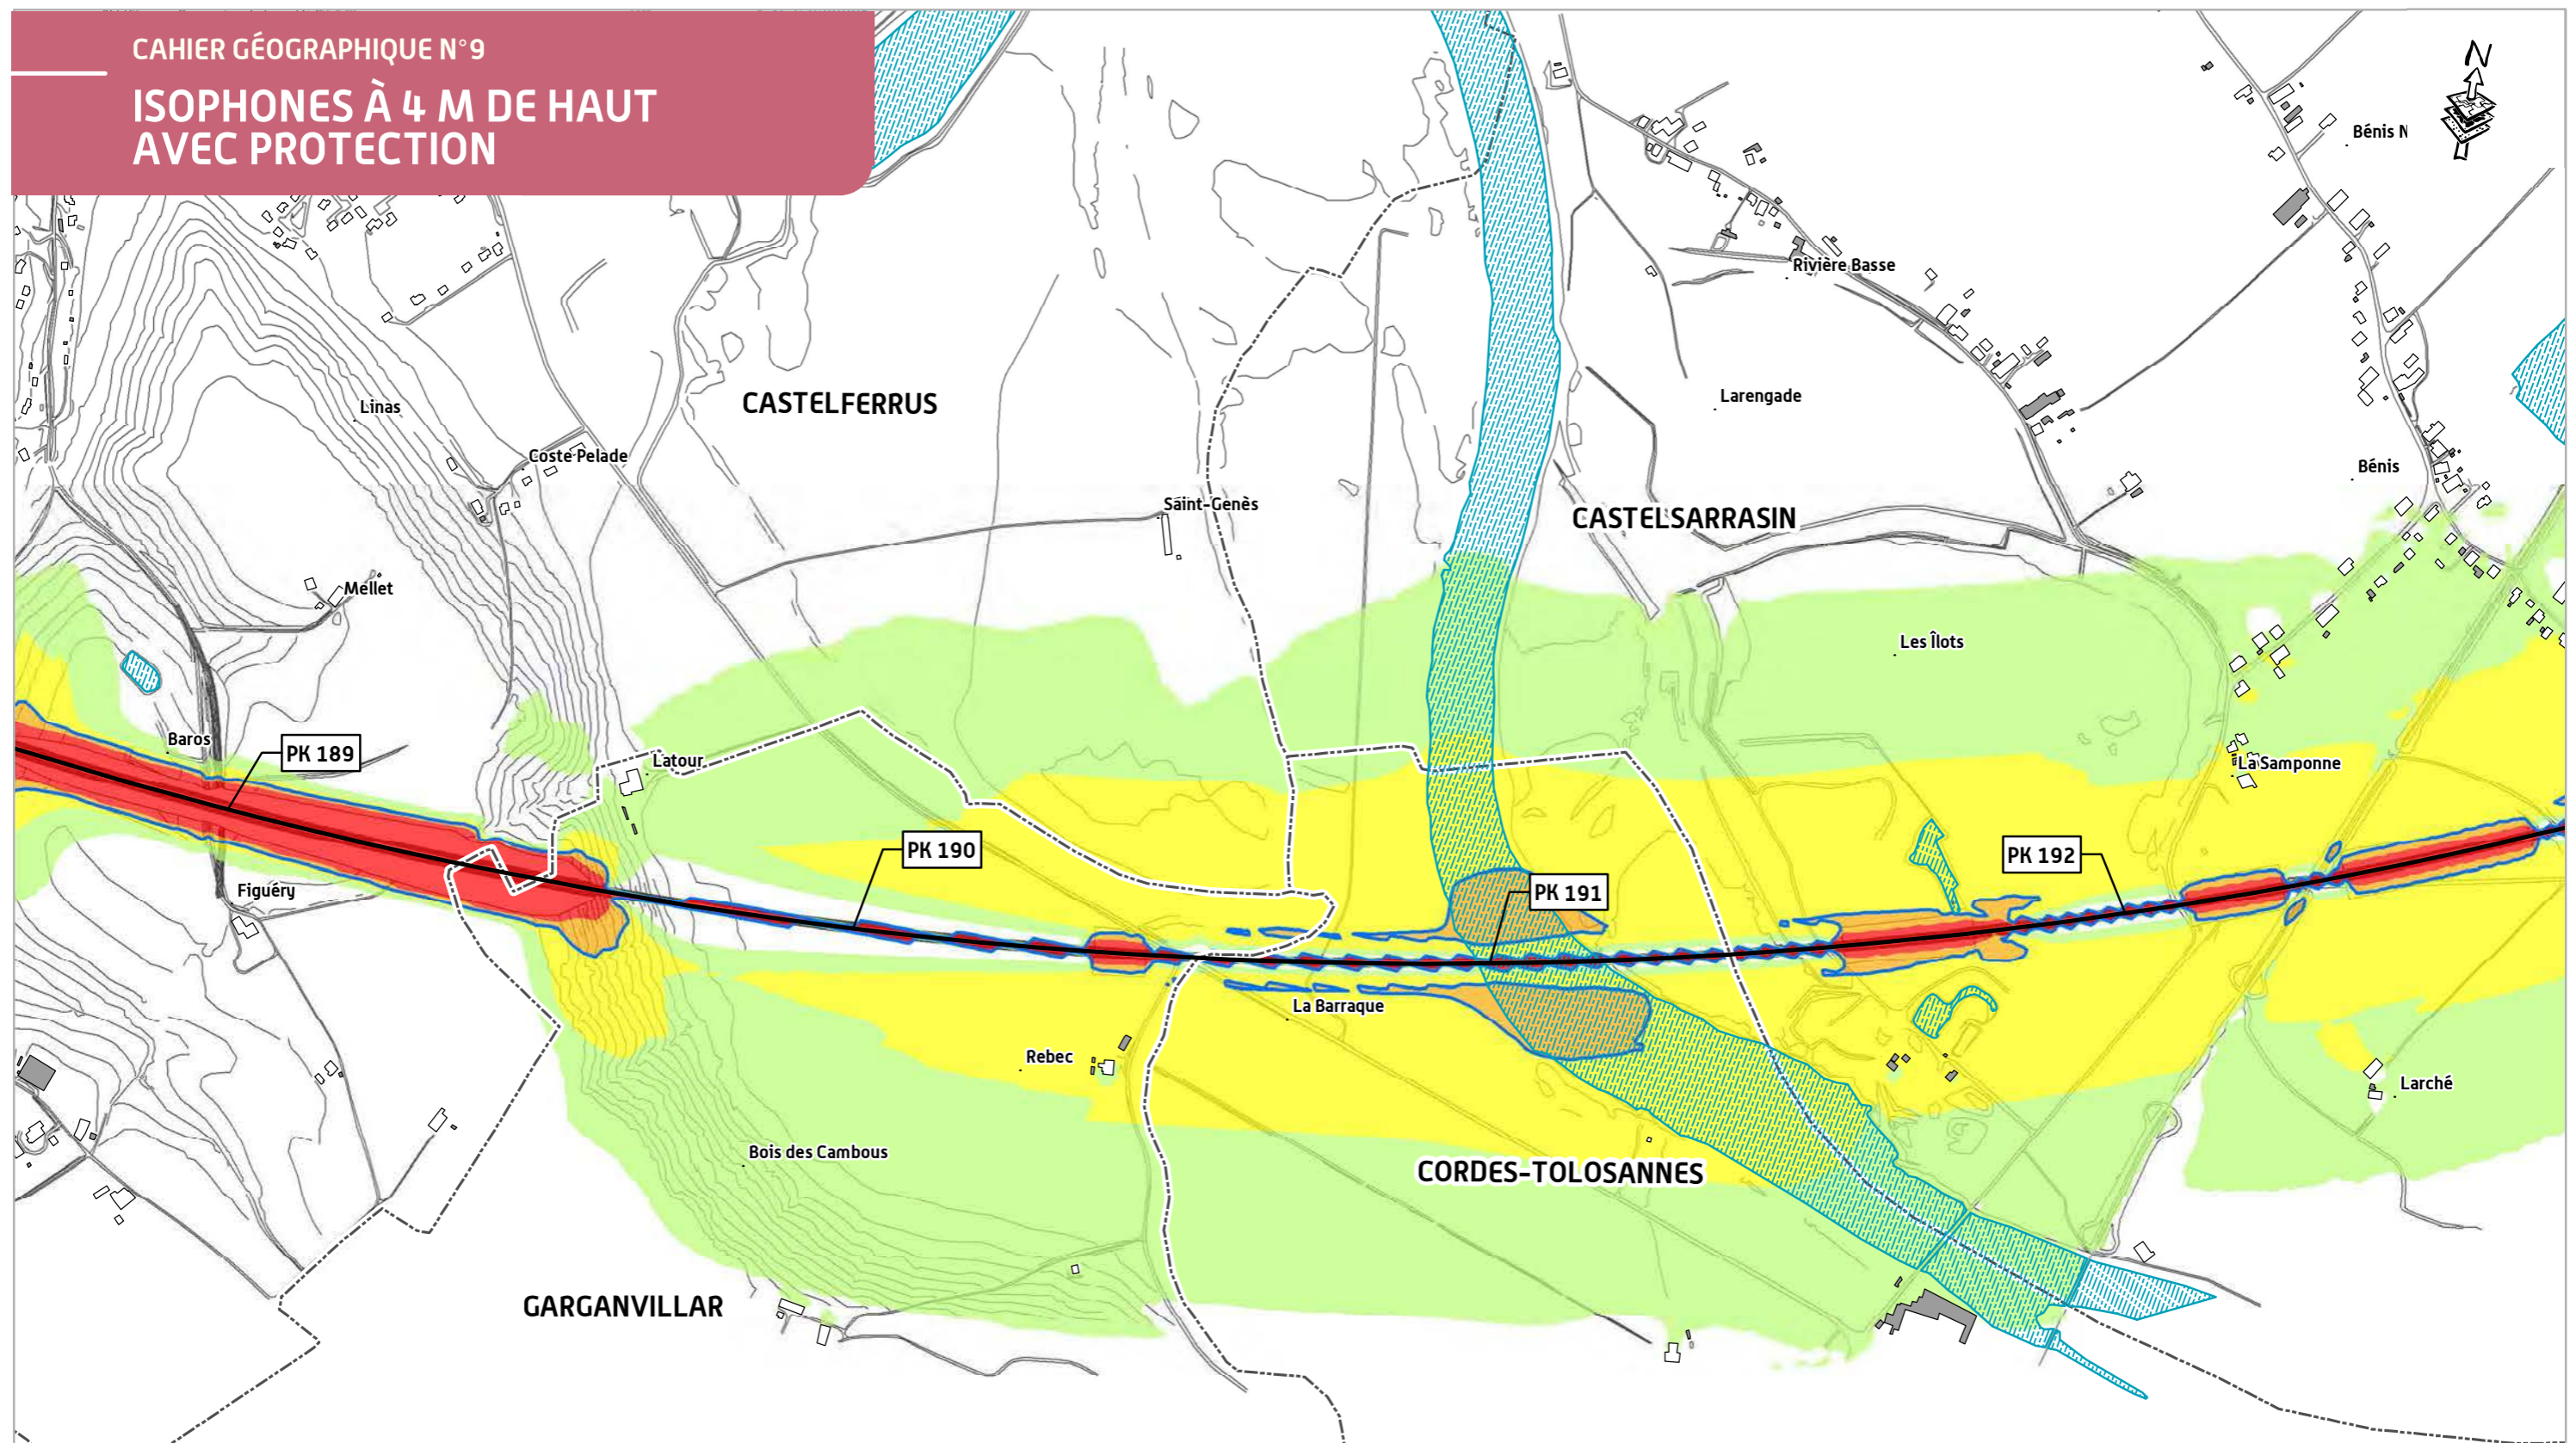 CAHIER GÉOGRAPHIQUE N°9
ISOPHONES À 4 M DE HAUT
AVEC PROTECTION
N
Bénis N
Rivière Basse
Larengade
CASTELFERRUS
Linas
Coste Pelade
Bénis
Saint-Genès
CASTELSARRASIN
Mellet
Les Îlots
Baros
PK 189
Latour
La Samponne
PK 190
PK 192
PK 191
Figuéry
La Barraque
Rebec
Larché
Bois des Cambous
CORDES-TOLOSANNES
GARGANVILLAR